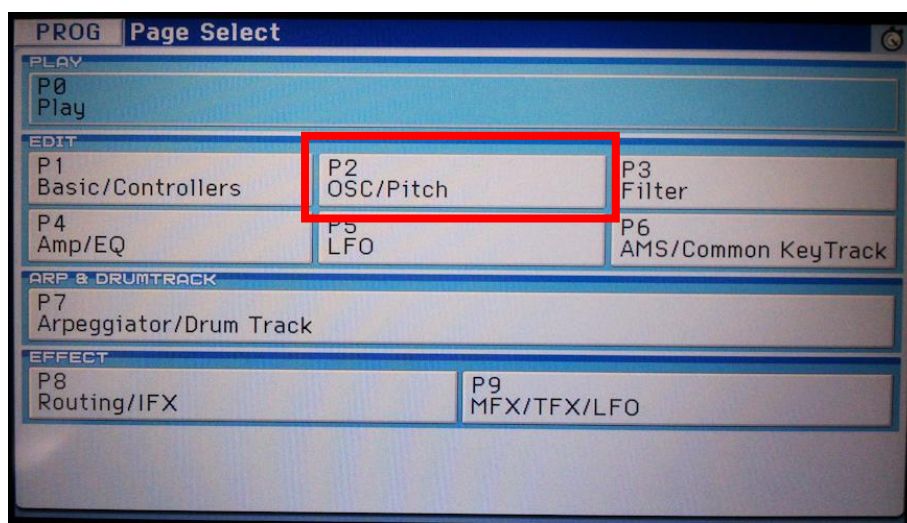 PROG Page Select
PLAY
P0
Play
EDIT
P1
Basic/Controllers
P2
OSC/Pitch
P3
Filter
P4
Amp/EQ
P5
LFO
P6
AMS/Common KeyTrack
ARP & DRUMTRACK
P7
Arpeggiator/Drum Track
EFFECT
P8
Routing/IFX
P9
MFX/TFX/LFO